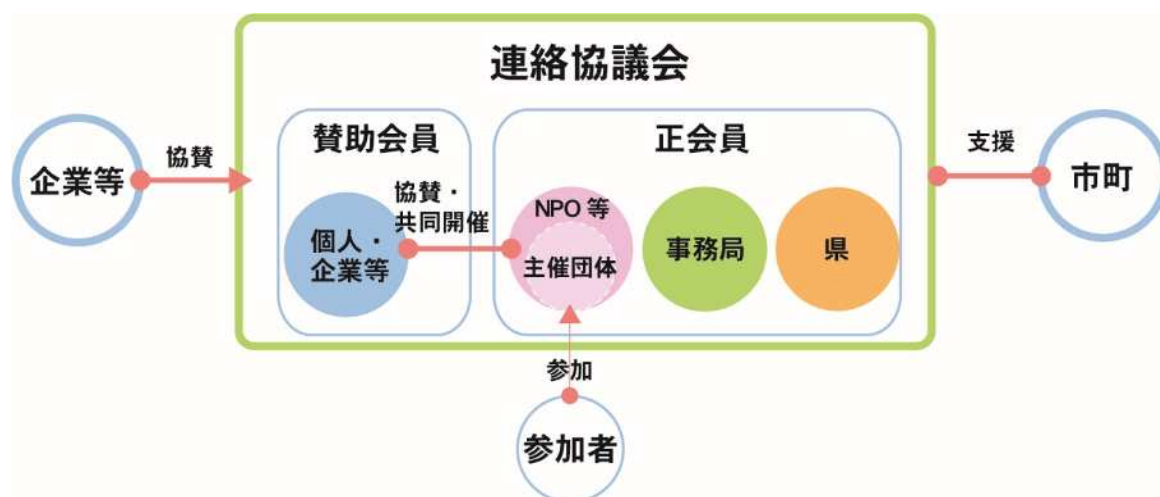 連絡協議会
賛助会員
正会員
企業等
協賛
個人・
企業等
協賛・
共同開催
NPO 等
主催団体
事務局
県
支援
市町
参加
参加者